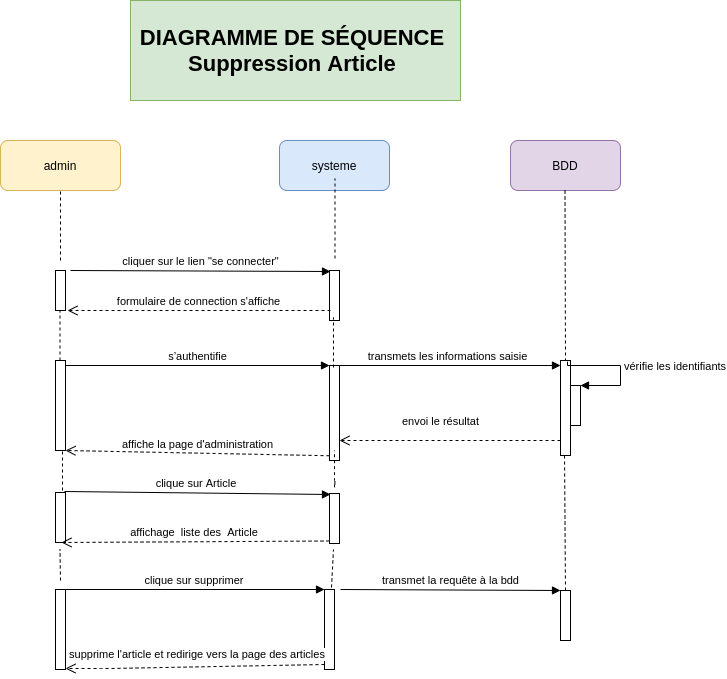 DIAGRAMME DE SÉQUENCE
Suppression Article
admin
systeme
BDD
cliquer sur le lien "se connecter"
formulaire de connection s'affiche
s'authentifie
transmets les informations saisie
vérifie les identifiants
envoi le résultat
affiche la page d'administration
clique sur Article
affichage liste des Article
clique sur supprimer
transmet la requête à la bdd
supprime l'article et redirige vers la page des articles